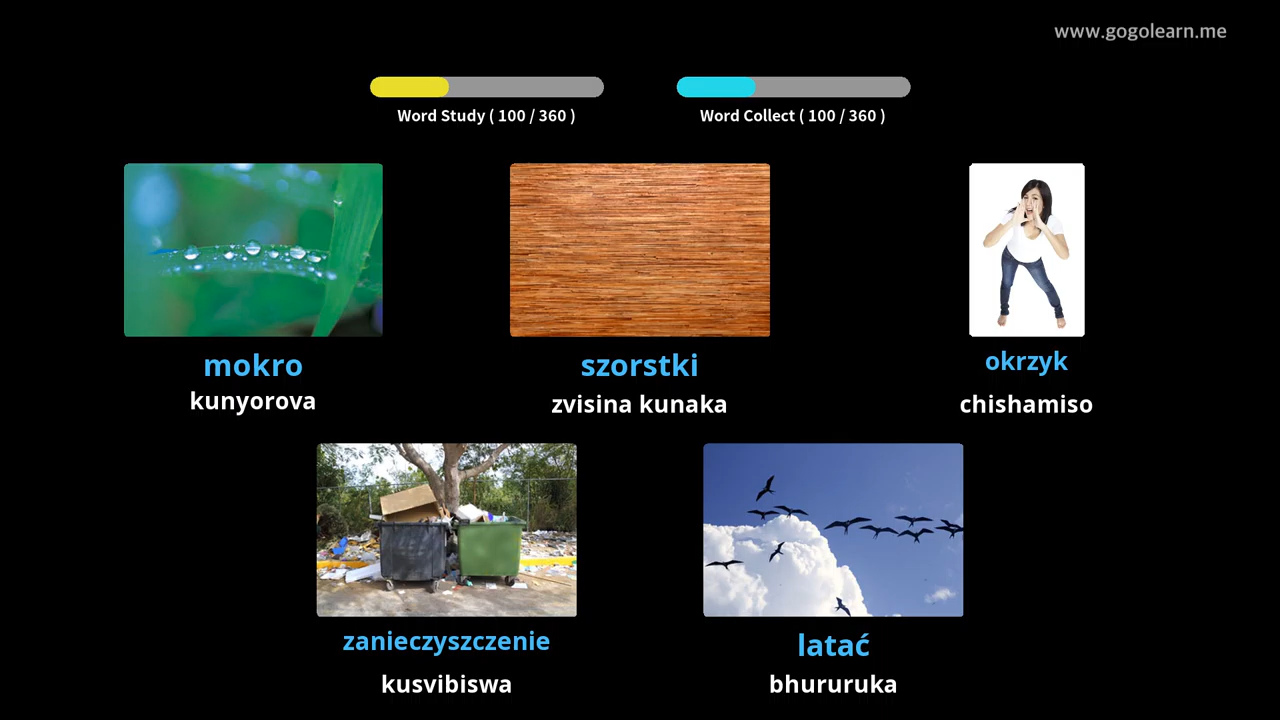 www.gogolearn.me
Word Study ( 100 / 360 )
Word Collect ( 100 / 360 )
mokro
kunyorova
szorstki
zvisina kunaka
okrzyk
chishamiso
zanieczyszczenie
kusvibiswa
latać
bhururuka